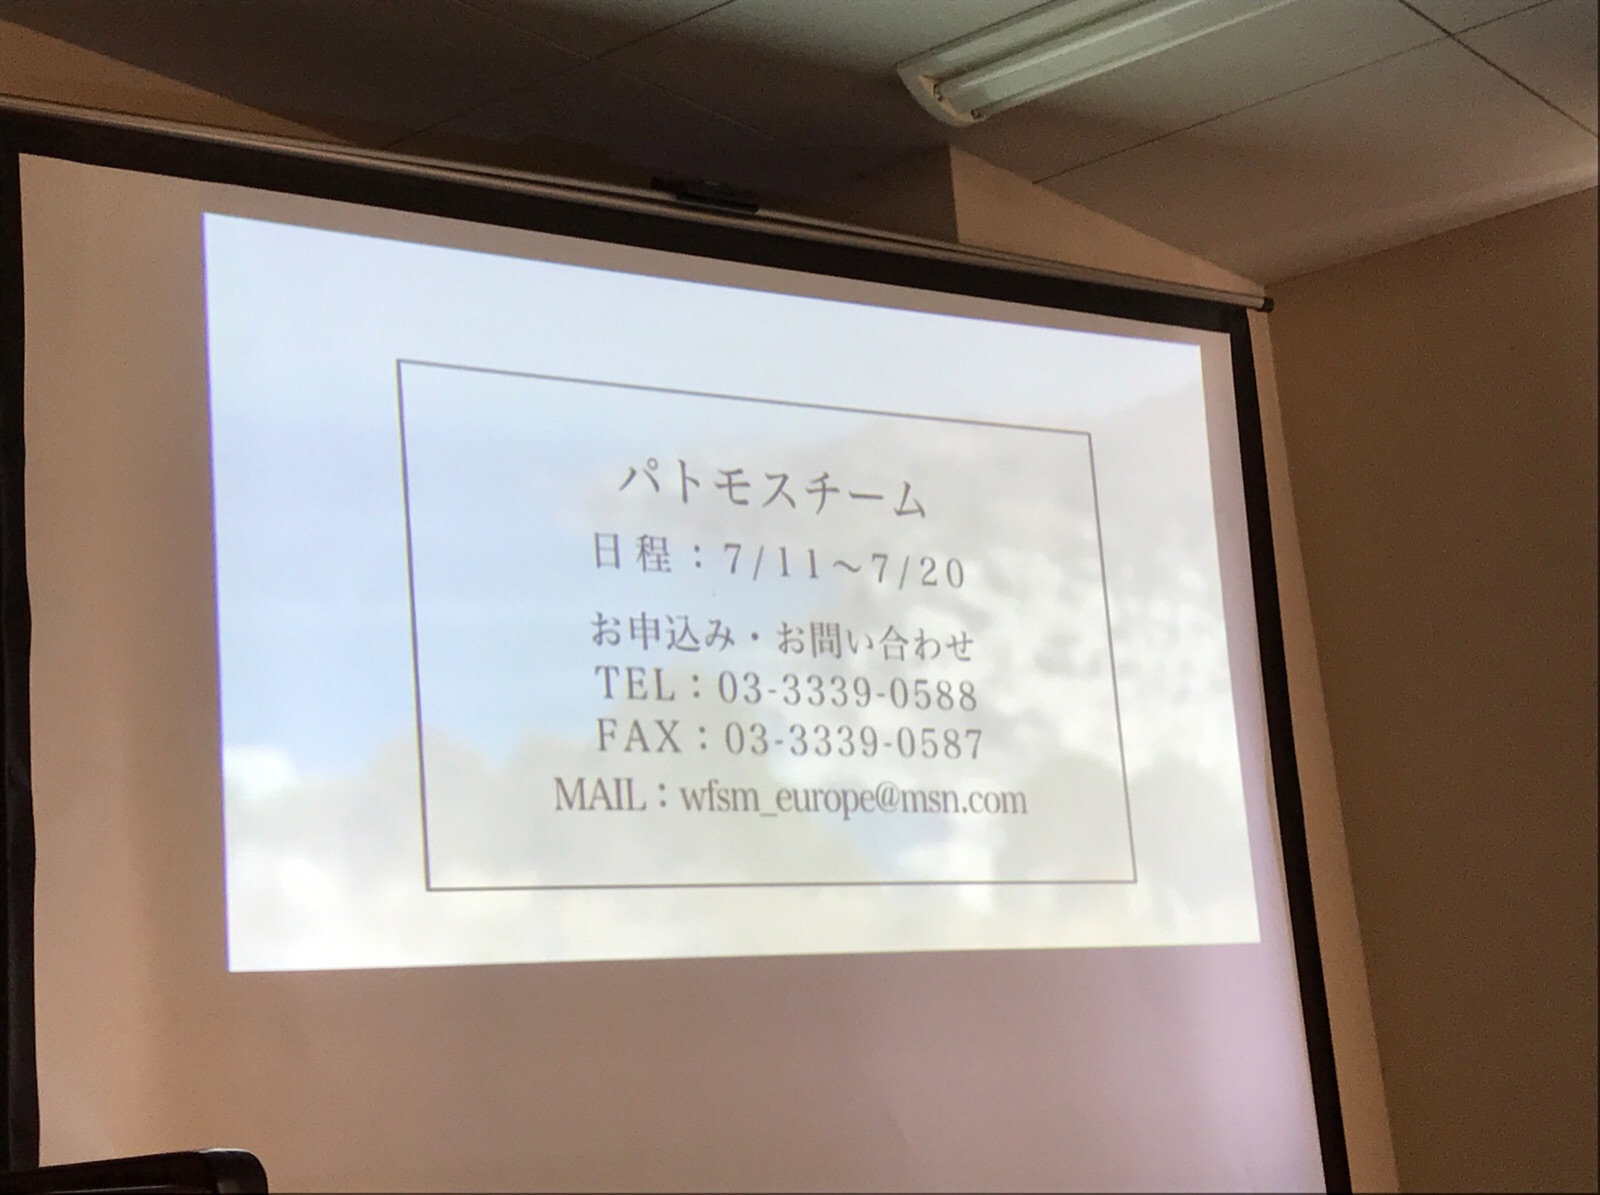 パトモスチーム
日程：7/11～7/20
お申込み・お問い合わせ
TEL：03-3339-0588
FAX：03-3339-0587
MAIL：wfsm_europe@msn.com